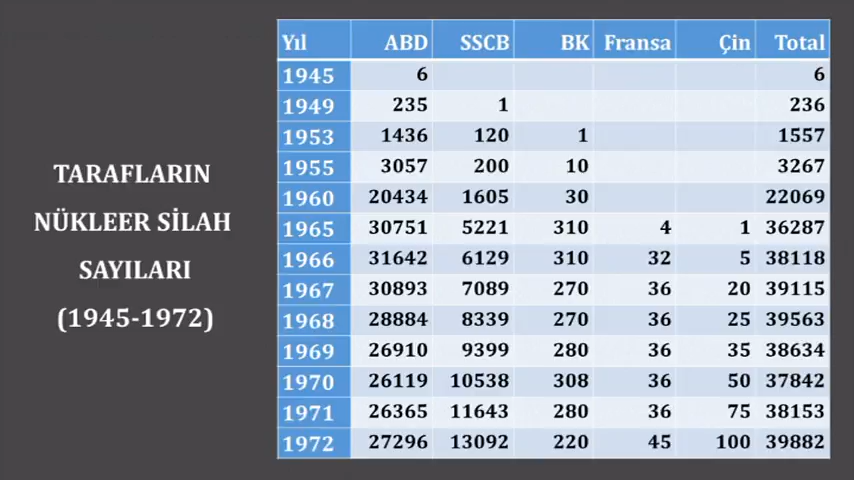 TARAFLARIN
NÜKLEER SİLAH
SAYILARI
(1945-1972)
Yıl ABD SSCB BK Fransa Çin Total
1945 6 6
1949 235 1 236
1953 1436 120 1 1557
1955 3057 200 10 3267
1960 20434 1605 30 22069
1965 30751 5221 310 4 1 36287
1966 31642 6129 310 32 5 38118
1967 30893 7089 270 36 20 39115
1968 28884 8339 270 36 25 39563
1969 26910 9399 280 36 35 38634
1970 26119 10538 308 36 50 37842
1971 26365 11643 280 36 75 38153
1972 27296 13092 220 45 100 39882